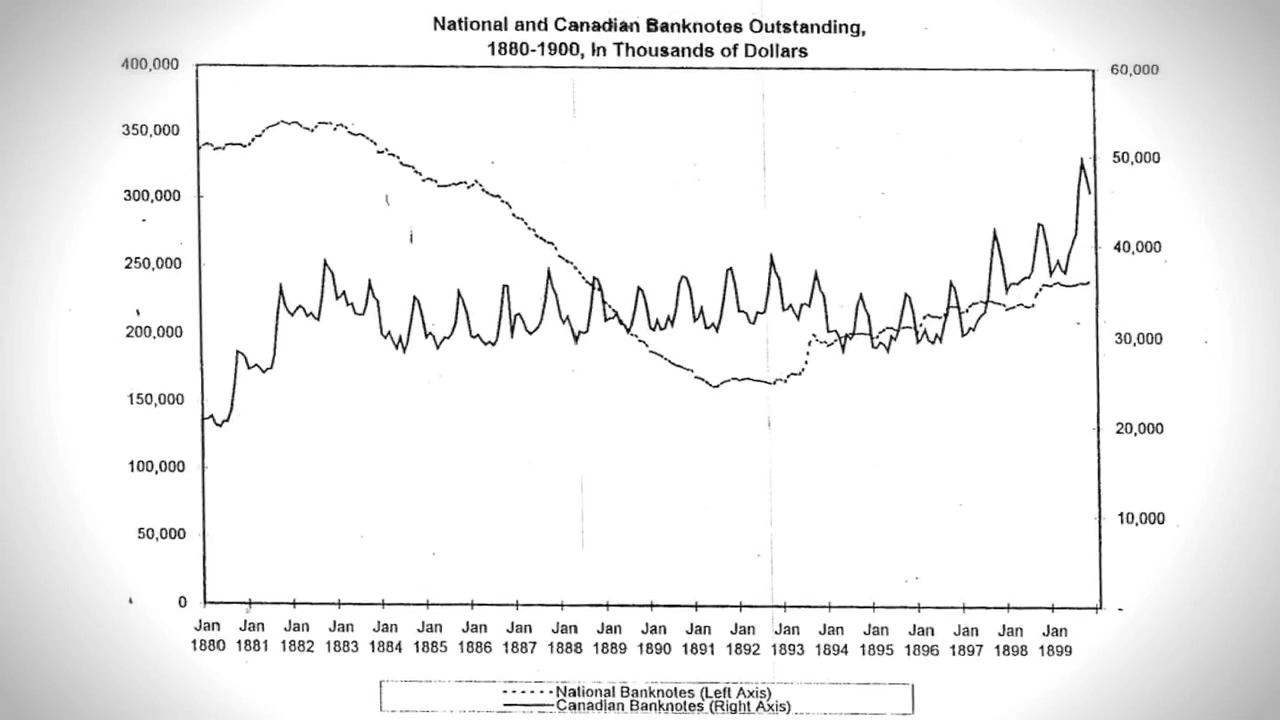 National and Canadian Banknotes Outstanding,
1880-1900, In Thousands of Dollars
400,000
350,000
300,000
250,000
200,000
150,000
100,000
50,000
0
60,000
50,000
40,000
30,000
20,000
10,000
-
Jan Jan Jan Jan Jan Jan Jan Jan Jan Jan Jan Jan Jan Jan Jan Jan Jan Jan Jan Jan
1880 1881 1882 1883 1884 1885 1886 1887 1888 1889 1890 1891 1892 1893 1894 1895 1896 1897 1898 1899
National Banknotes (Left Axis)
Canadian Banknotes (Right Axis)